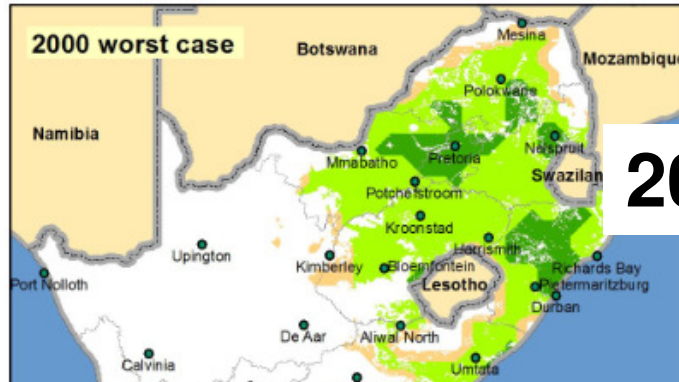 2000 worst case
Mesina
Botswana
Mozambique
Polokwane
Namibia
Nelspruit
Mmabatho
Pretoria
Swazilan
20
Potchefstroom
Kroonstad
Harrismith
Upington
Kimberley
Bloemfontein
Richards Bay
Port Nolloth
Lesotho
Pietermaritzburg
Durban
De Aar
Aliwal North
Calvinia
Umtata